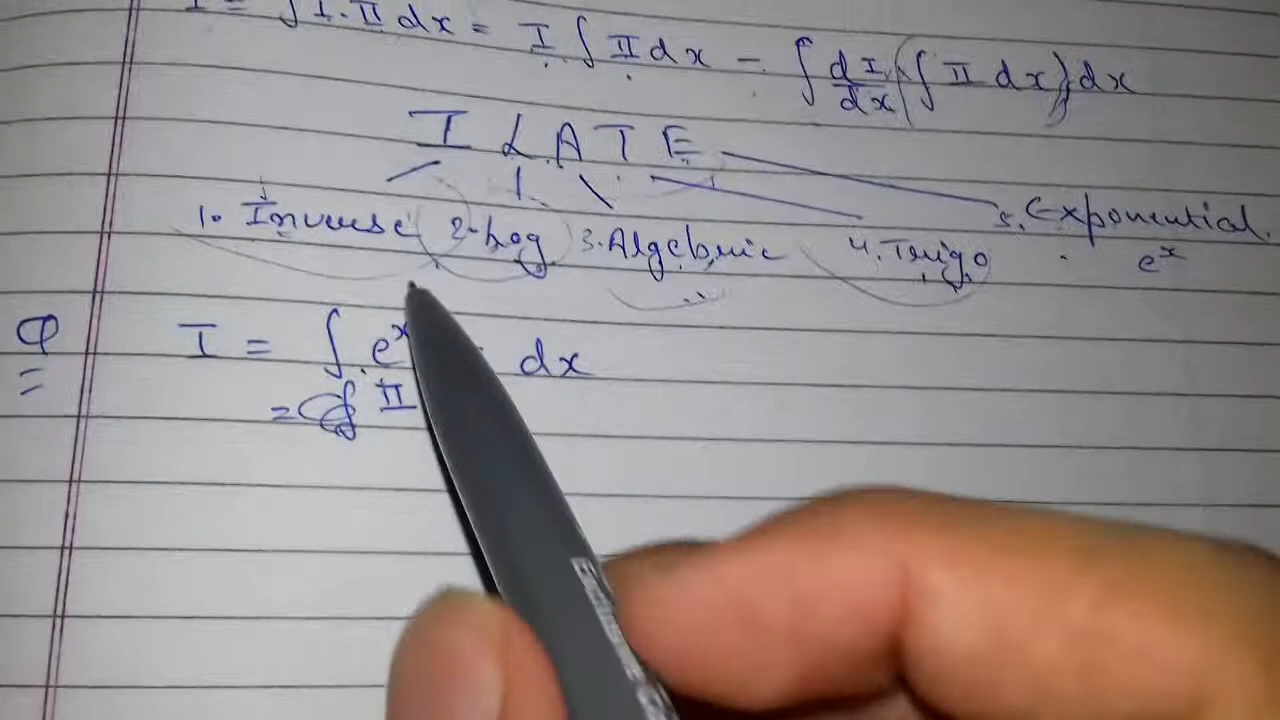 I = ∫ I . II dx = I ∫ II dx - ∫ dI/dx (∫ II dx) dx
I L A T E
1. Inverse 2. Log 3. Algebric 4. Trigo 5. Exponential.
e^x
Q I = ∫ e^x dx
= II